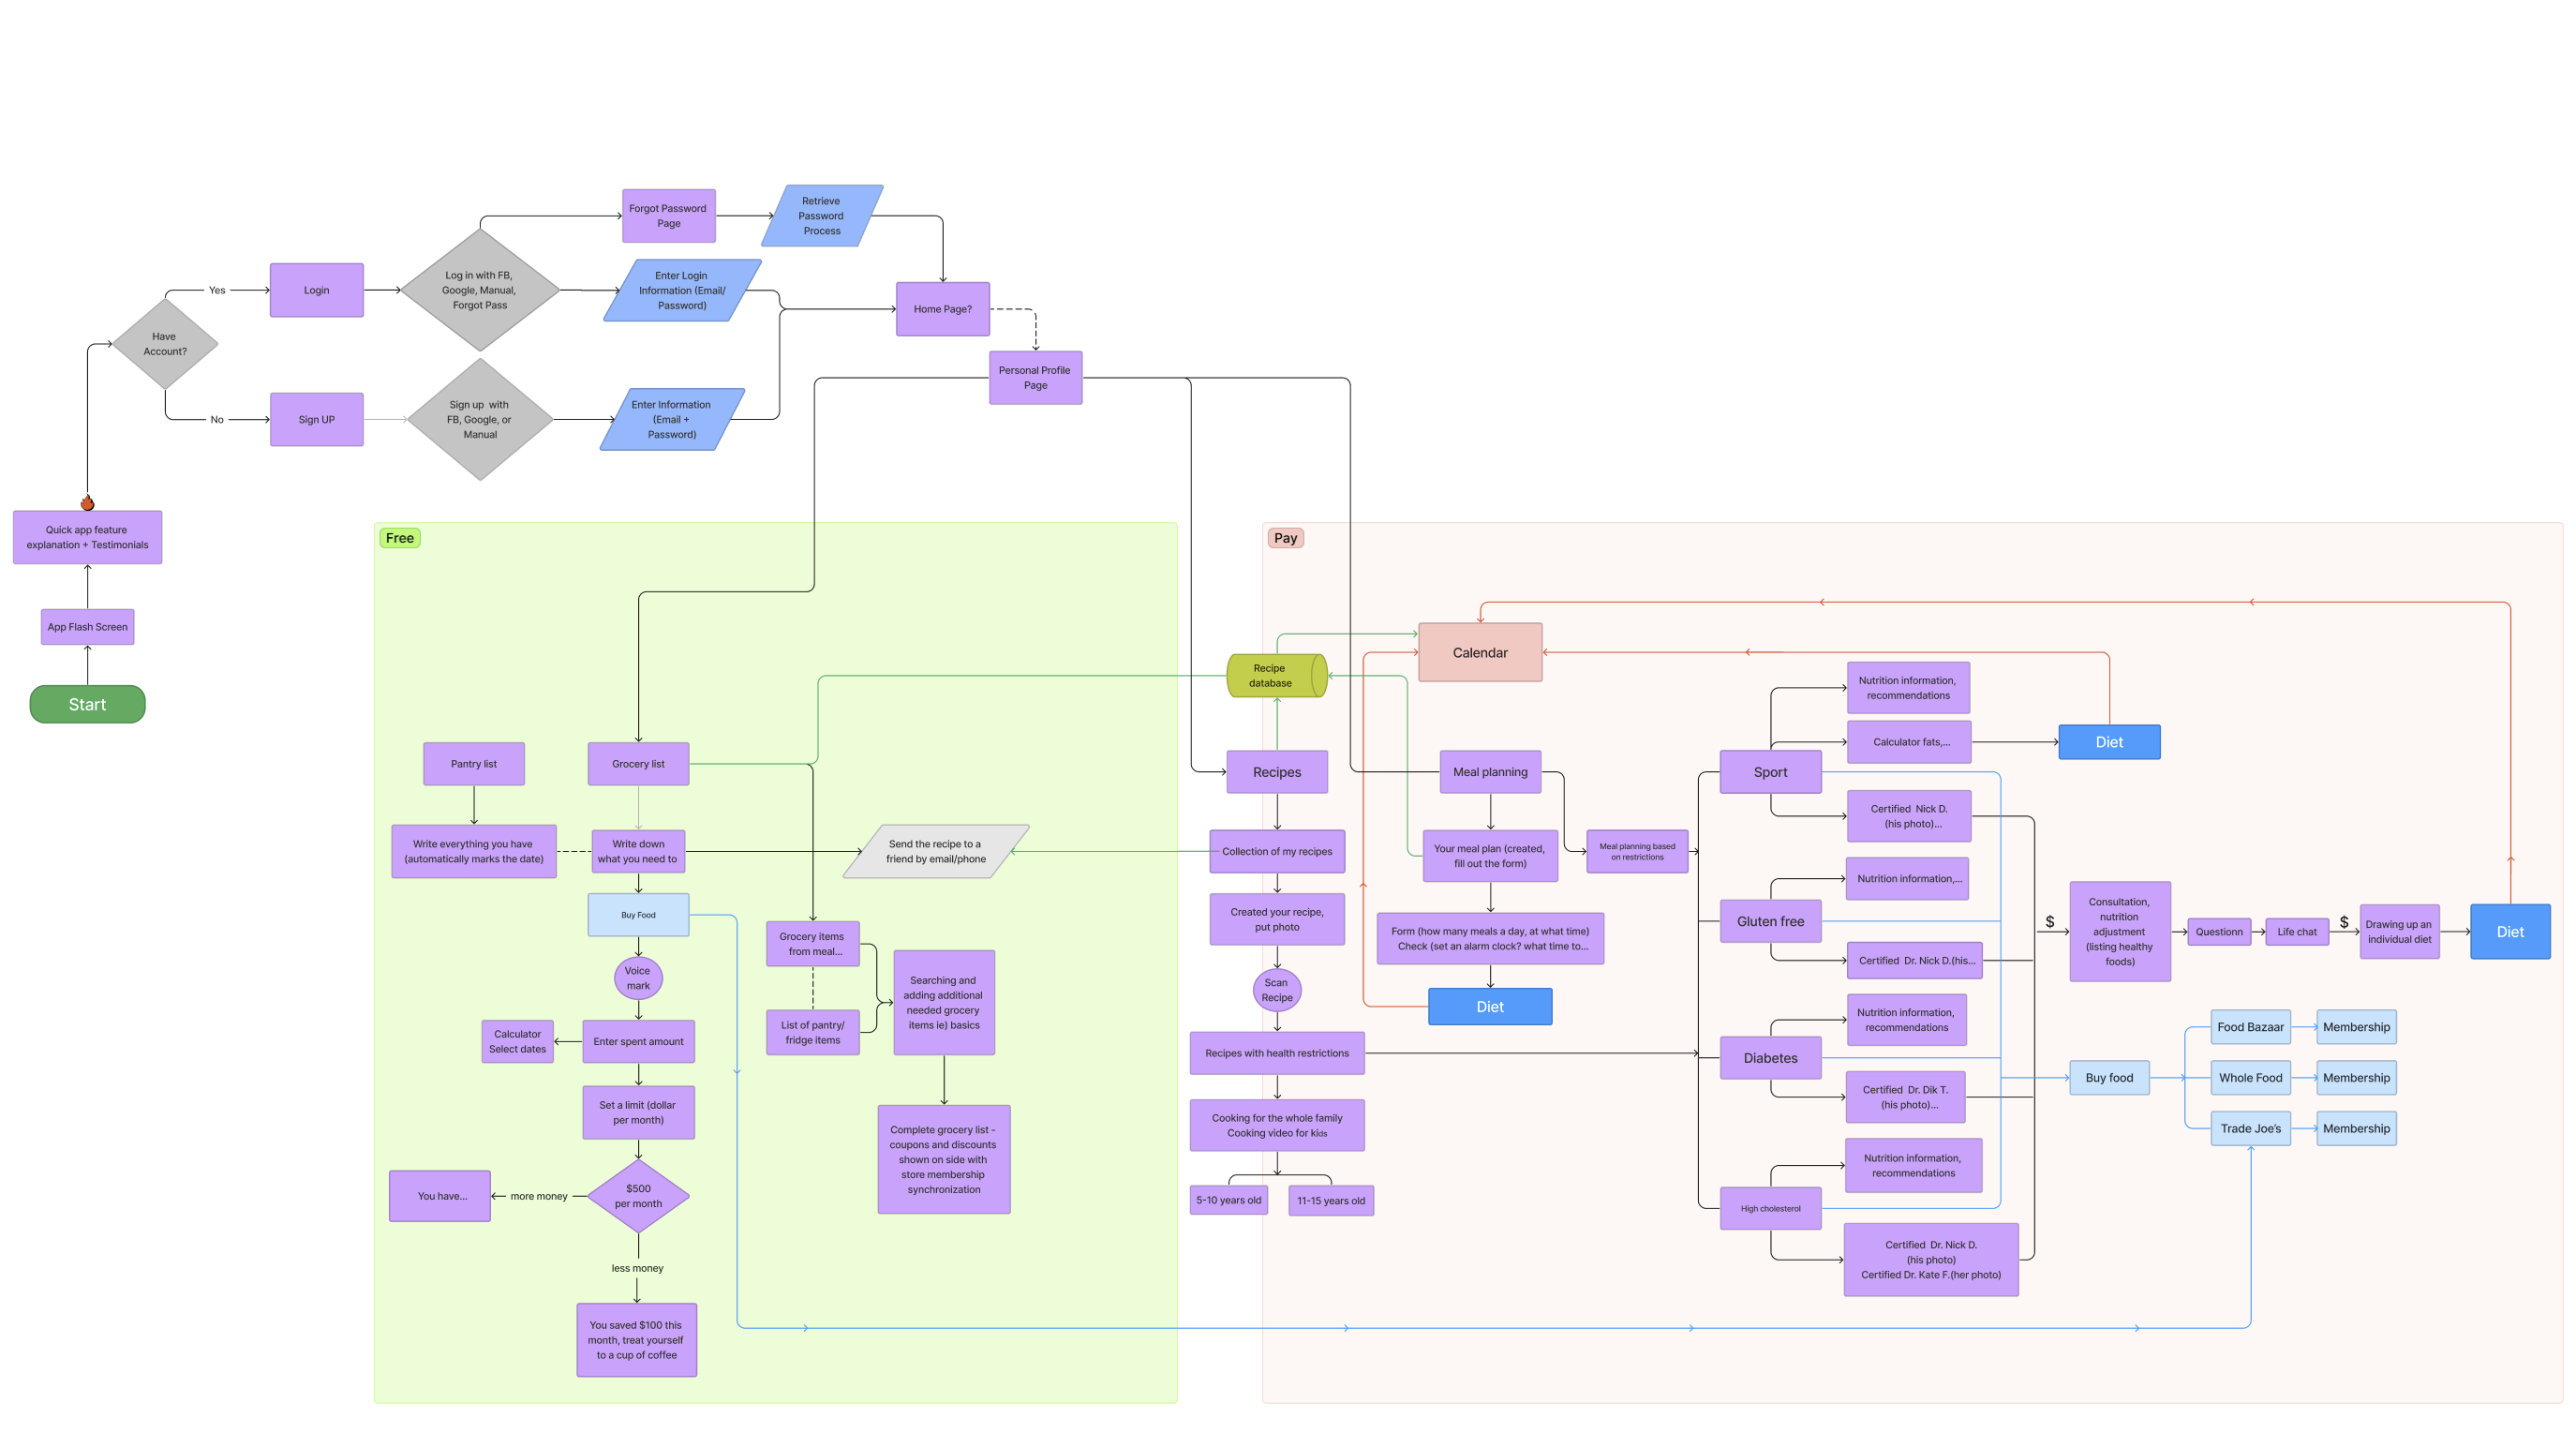 Forgot Password
Page
Retrieve
Password
Process
Yes
Login
Log in with FB,
Google, Manual,
Forgot Pass
Enter Login
Information (Email/
Password)
Home Page?
Have
Account?
Personal Profile
Page
No
Sign UP
Sign up with
FB, Google, or
Manual
Enter Information
(Email +
Password)
Quick app feature
explanation + Testimonials
App Flash Screen
Start
Free
Pantry list
Grocery list
Write everything you have
(automatically marks the date)
Write down
what you need to
Send the recipe to a
friend by email/phone
Buy Food
Voice
mark
Calculator
Select dates
Enter spent amount
Set a limit (dollar
per month)
You have...
more money
$500
per month
less money
You saved $100 this
month, treat yourself
to a cup of coffee
Grocery items
from meal...
List of pantry/
fridge items
Searching and
adding additional
needed grocery
items ie) basics
Complete grocery list -
coupons and discounts
shown on side with
store membership
synchronization
Pay
Recipe
database
Calendar
Recipes
Collection of my recipes
Created your recipe,
put photo
Scan
Recipe
Recipes with health restrictions
Cooking for the whole family
Cooking video for kids
5-10 years old
11-15 years old
Meal planning
Your meal plan (created,
fill out the form)
Form (how many meals a day, at what time)
Check (set an alarm clock? what time to...
Diet
Meal planning based
on restrictions
Sport
Nutrition information,
recommendations
Calculator fats,...
Diet
Certified Nick D.
(his photo)...
Gluten free
Nutrition information,...
Certified Dr. Nick D.(his...
Diabetes
Nutrition information,
recommendations
Certified Dr. Dik T.
(his photo)...
High cholesterol
Nutrition information,
recommendations
Certified Dr. Nick D.
(his photo)
Certified Dr. Kate F.(her photo)
$
Consultation,
nutrition
adjustment
(listing healthy
foods)
Questionn
Life chat
$
Drawing up an
individual diet
Diet
Buy food
Food Bazaar
Membership
Whole Food
Membership
Trade Joe's
Membership